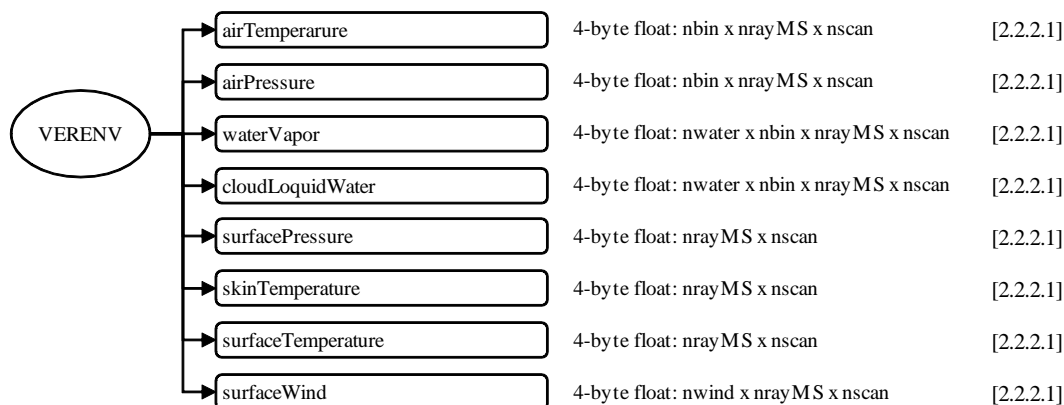 airTemperarure 4-byte float: nbin x nrayMS x nscan [2.2.2.1]
airPressure 4-byte float: nbin x nrayMS x nscan [2.2.2.1]
VERENV waterVapor 4-byte float: nwater x nbin x nrayMS x nscan [2.2.2.1]
cloudLoquidWater 4-byte float: nwater x nbin x nrayMS x nscan [2.2.2.1]
surfacePressure 4-byte float: nrayMS x nscan [2.2.2.1]
skinTemperature 4-byte float: nrayMS x nscan [2.2.2.1]
surfaceTemperature 4-byte float: nrayMS x nscan [2.2.2.1]
surfaceWind 4-byte float: nwind x nrayMS x nscan [2.2.2.1]